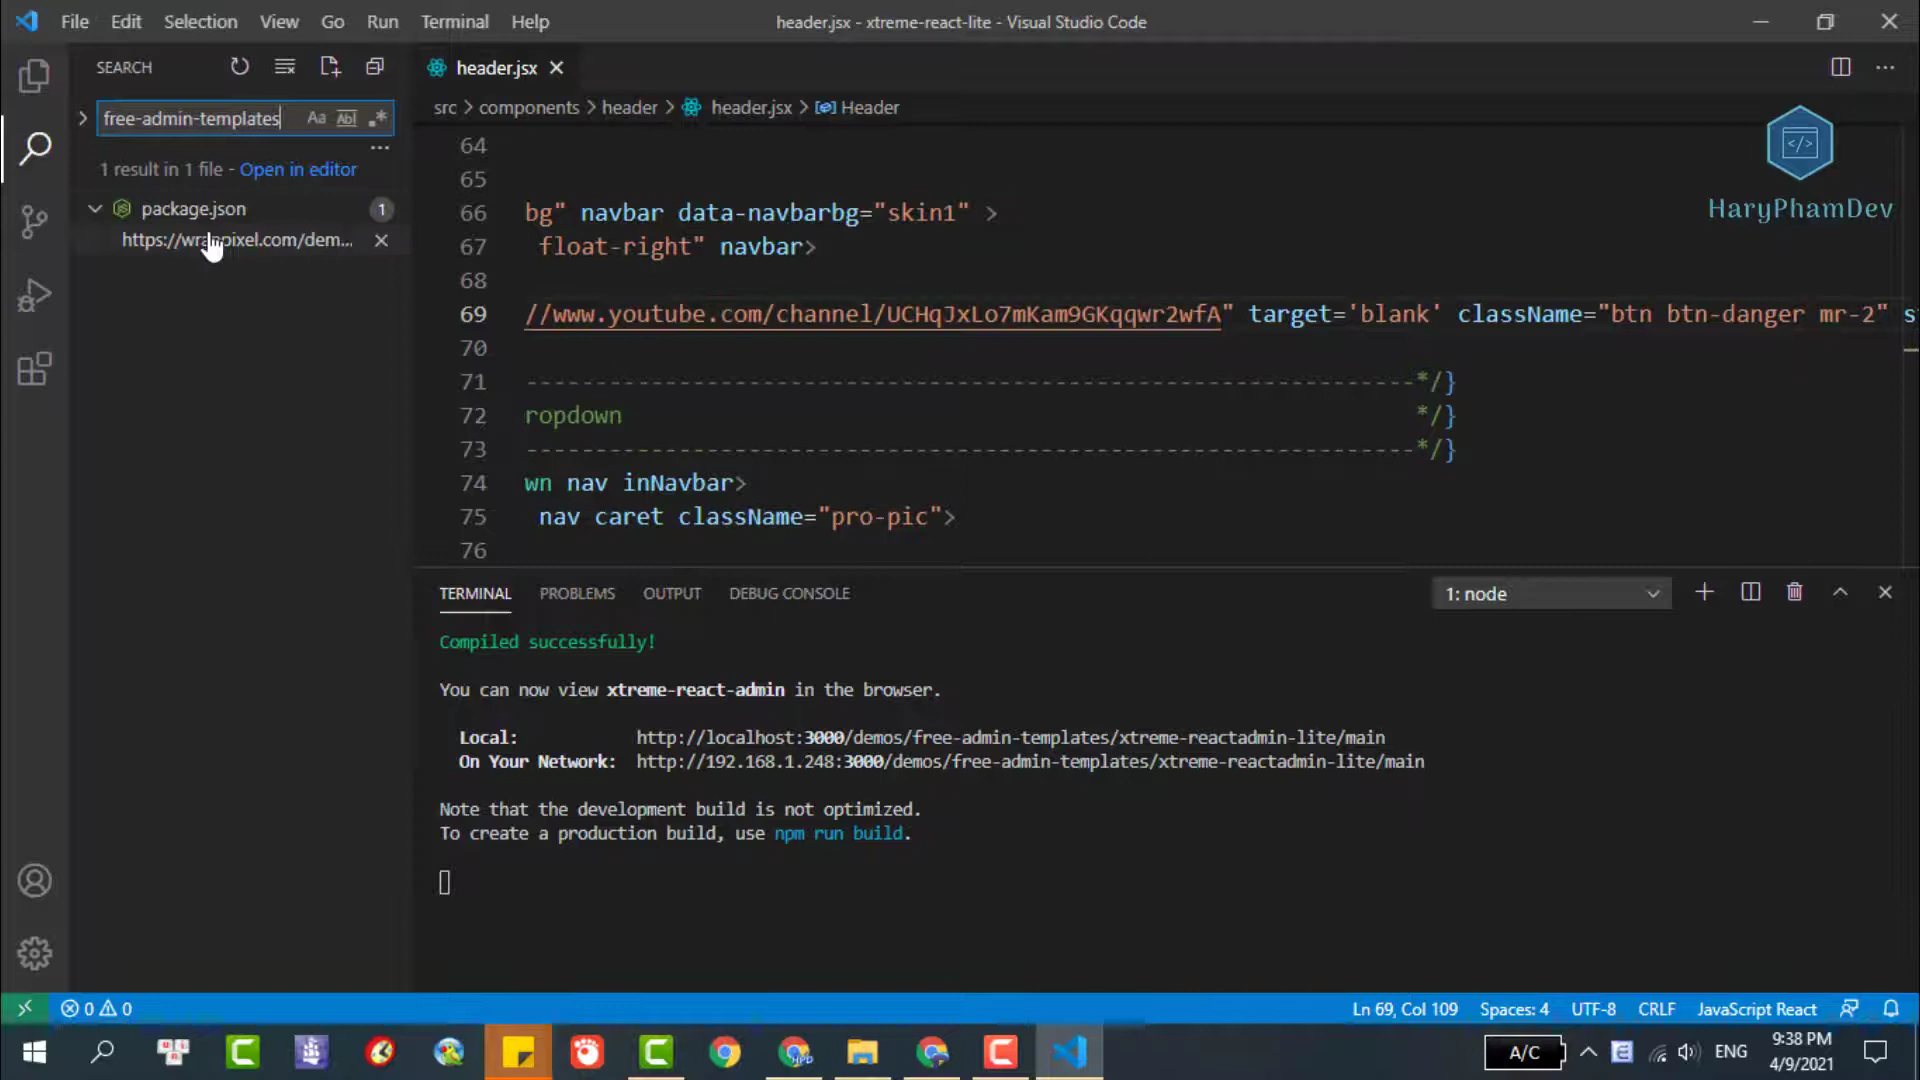 File Edit Selection View Go Run Terminal Help header.jsx - xtreme-react-lite - Visual Studio Code
SEARCH
header.jsx
free-admin-templates Aa Abl .*
src > components > header > header.jsx > Header
1 result in 1 file - Open in editor
package.json 1
https://wrappixel.com/dem...
</>
HaryPhamDev
64
65
66 bg" navbar data-navbarbg="skin1" >
67 float-right" navbar>
68
69 //www.youtube.com/channel/UCHqJxLo7mKam9GKqqwr2wfA" target='blank' className="btn btn-danger mr-2" s
70
71 ----------------------------------------------------------------*/}
72 ropdown */}
73 ----------------------------------------------------------------*/}
74 wn nav inNavbar>
75 nav caret className="pro-pic">
76
TERMINAL PROBLEMS OUTPUT DEBUG CONSOLE 1: node
Compiled successfully!
You can now view xtreme-react-admin in the browser.
Local: http://localhost:3000/demos/free-admin-templates/xtreme-reactadmin-lite/main
On Your Network: http://192.168.1.248:3000/demos/free-admin-templates/xtreme-reactadmin-lite/main
Note that the development build is not optimized.
To create a production build, use npm run build.
0 0 Ln 69, Col 109 Spaces: 4 UTF-8 CRLF JavaScript React
A/C ENG 9:38 PM
4/9/2021